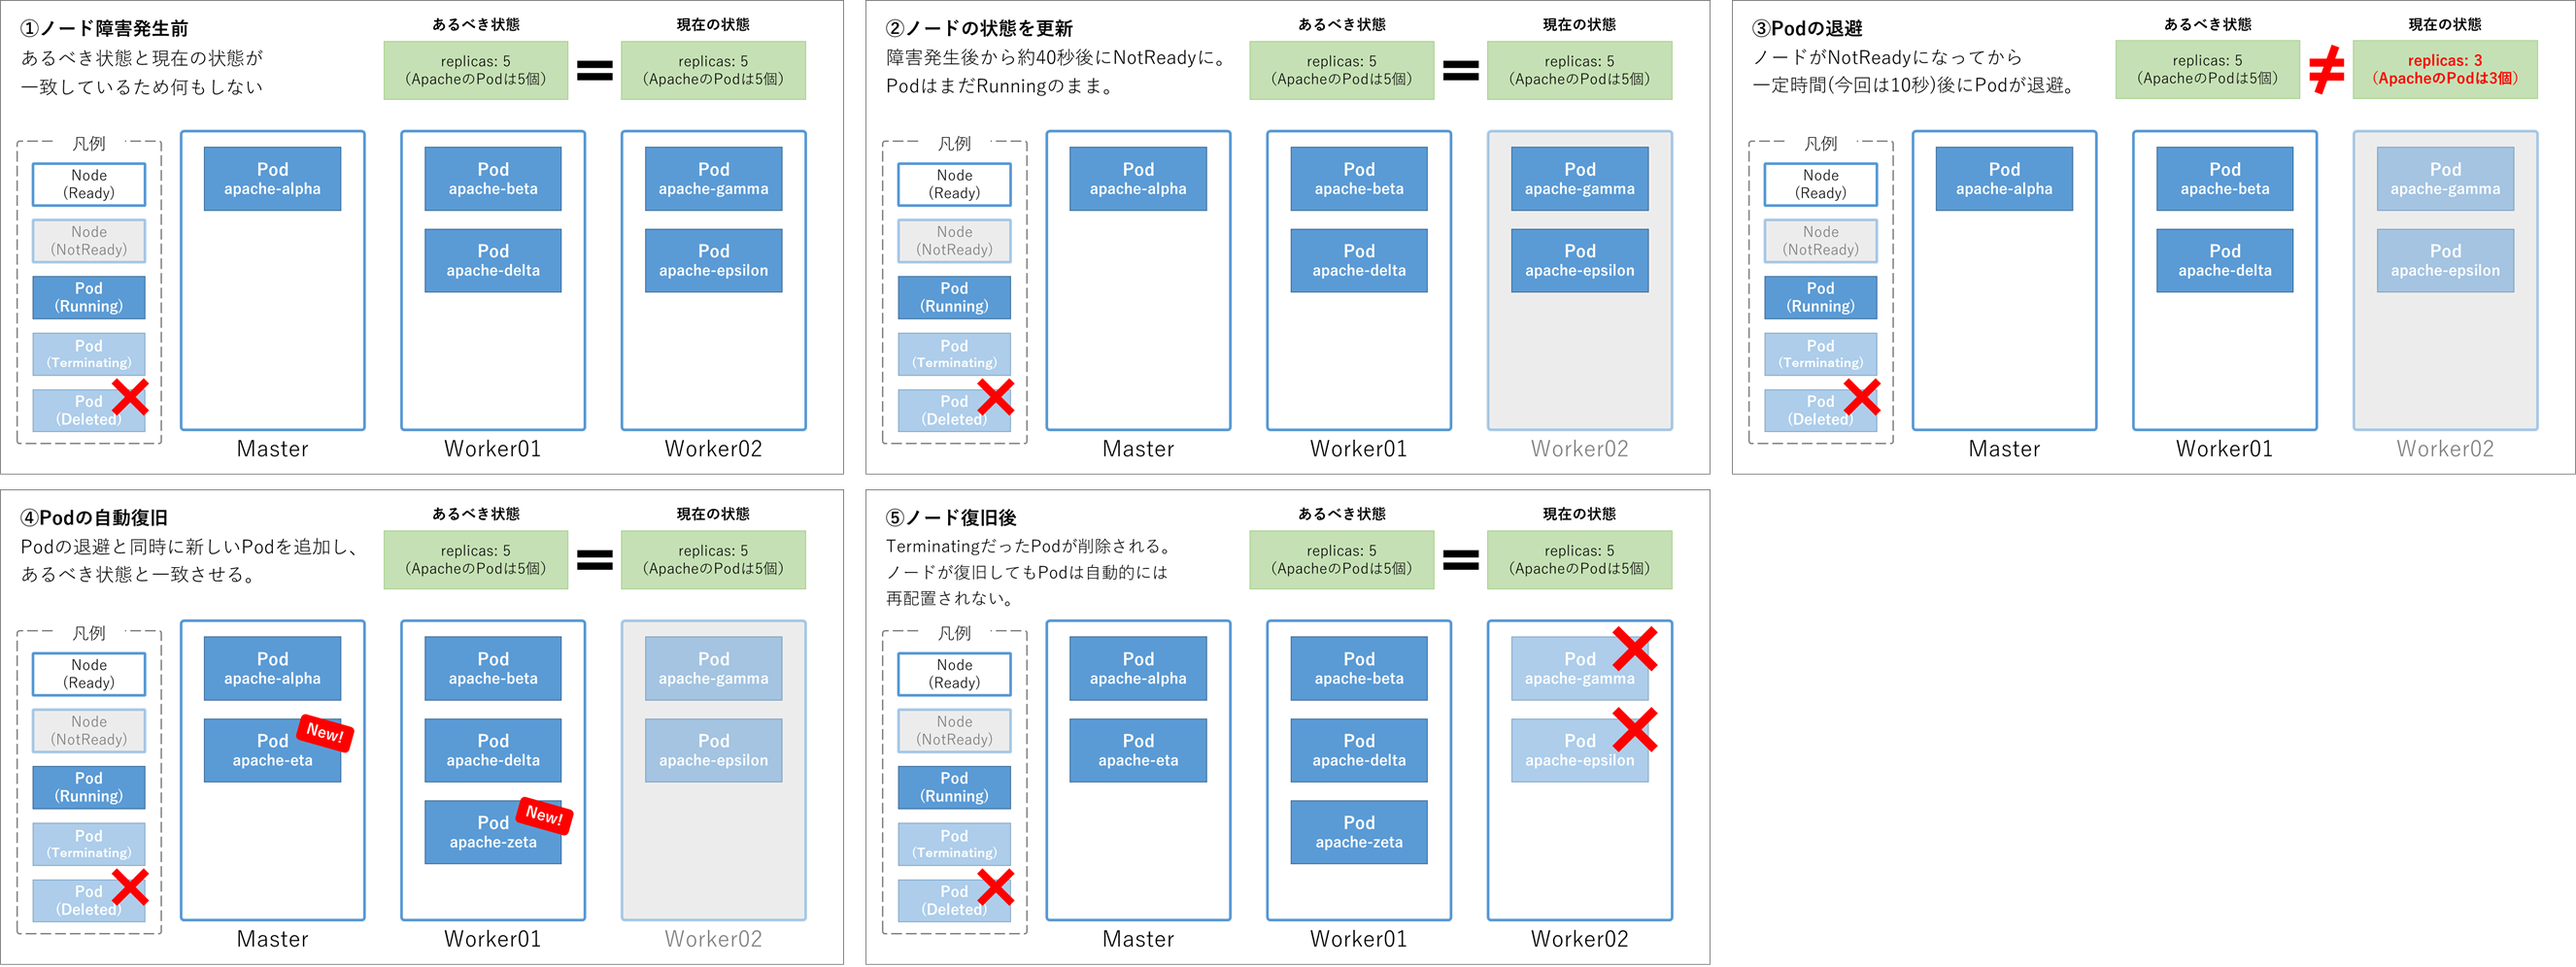 ①ノード障害発生前
あるべき状態と現在の状態が
一致しているため何もしない
あるべき状態
replicas: 5
(ApacheのPodは5個)
=
現在の状態
replicas: 5
(ApacheのPodは5個)
凡例
Node
(Ready)
Node
(NotReady)
Pod
(Running)
Pod
(Terminating)
Pod
(Deleted)
Pod
apache-alpha
Master
Pod
apache-beta
Pod
apache-delta
Worker01
Pod
apache-gamma
Pod
apache-epsilon
Worker02
②ノードの状態を更新
障害発生後から約40秒後にNotReadyに。
PodはまだRunningのまま。
あるべき状態
replicas: 5
(ApacheのPodは5個)
=
現在の状態
replicas: 5
(ApacheのPodは5個)
凡例
Node
(Ready)
Node
(NotReady)
Pod
(Running)
Pod
(Terminating)
Pod
(Deleted)
Pod
apache-alpha
Master
Pod
apache-beta
Pod
apache-delta
Worker01
Pod
apache-gamma
Pod
apache-epsilon
Worker02
③Podの退避
ノードがNotReadyになってから
一定時間(今回は10秒)後にPodが退避。
あるべき状態
replicas: 5
(ApacheのPodは5個)
≠
現在の状態
replicas: 3
(ApacheのPodは3個)
凡例
Node
(Ready)
Node
(NotReady)
Pod
(Running)
Pod
(Terminating)
Pod
(Deleted)
Pod
apache-alpha
Master
Pod
apache-beta
Pod
apache-delta
Worker01
Pod
apache-gamma
Pod
apache-epsilon
Worker02
④Podの自動復旧
Podの退避と同時に新しいPodを追加し、
あるべき状態と一致させる。
あるべき状態
replicas: 5
(ApacheのPodは5個)
=
現在の状態
replicas: 5
(ApacheのPodは5個)
凡例
Node
(Ready)
Node
(NotReady)
Pod
(Running)
Pod
(Terminating)
Pod
(Deleted)
Pod
apache-alpha
New!
Pod
apache-eta
Master
Pod
apache-beta
Pod
apache-delta
New!
Pod
apache-zeta
Worker01
Pod
apache-gamma
Pod
apache-epsilon
Worker02
⑤ノード復旧後
TerminatingだったPodが削除される。
ノードが復旧してもPodは自動的には
再配置されない。
あるべき状態
replicas: 5
(ApacheのPodは5個)
=
現在の状態
replicas: 5
(ApacheのPodは5個)
凡例
Node
(Ready)
Node
(NotReady)
Pod
(Running)
Pod
(Terminating)
Pod
(Deleted)
Pod
apache-alpha
Pod
apache-eta
Master
Pod
apache-beta
Pod
apache-delta
Pod
apache-zeta
Worker01
Pod
apache-gamma
Pod
apache-epsilon
Worker02